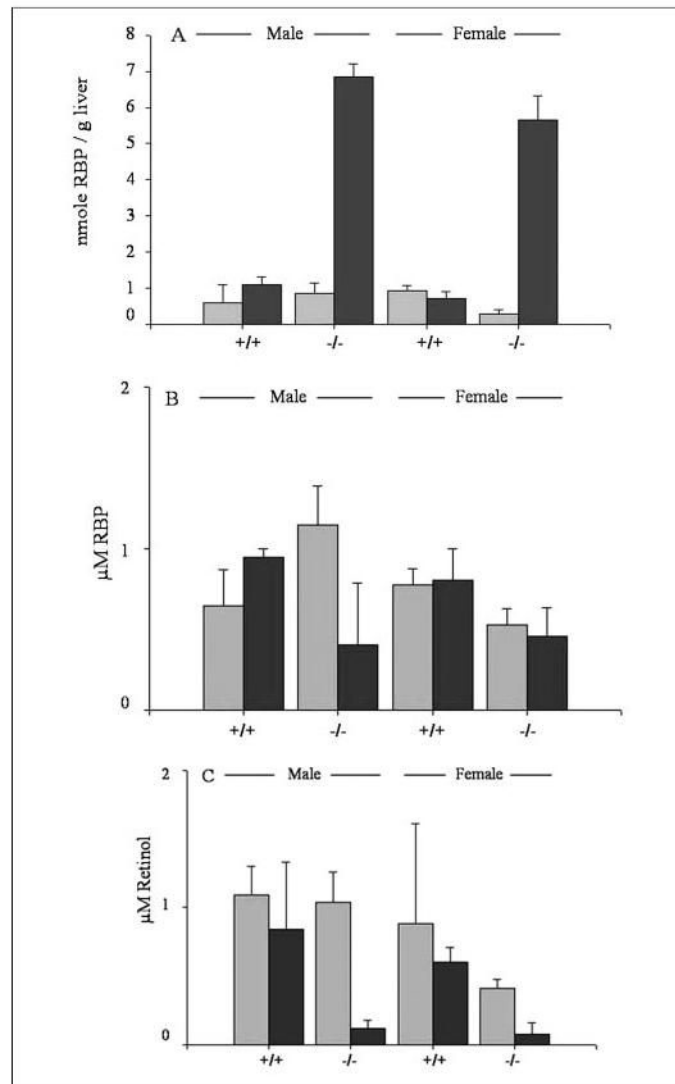 A Male Female
8
7
6
5
4
3
2
1
0
nmole RBP / g liver
+/+ -/- +/+ -/-
B Male Female
2
1
0
µM RBP
+/+ -/- +/+ -/-
C Male Female
2
1
0
µM Retinol
+/+ -/- +/+ -/-